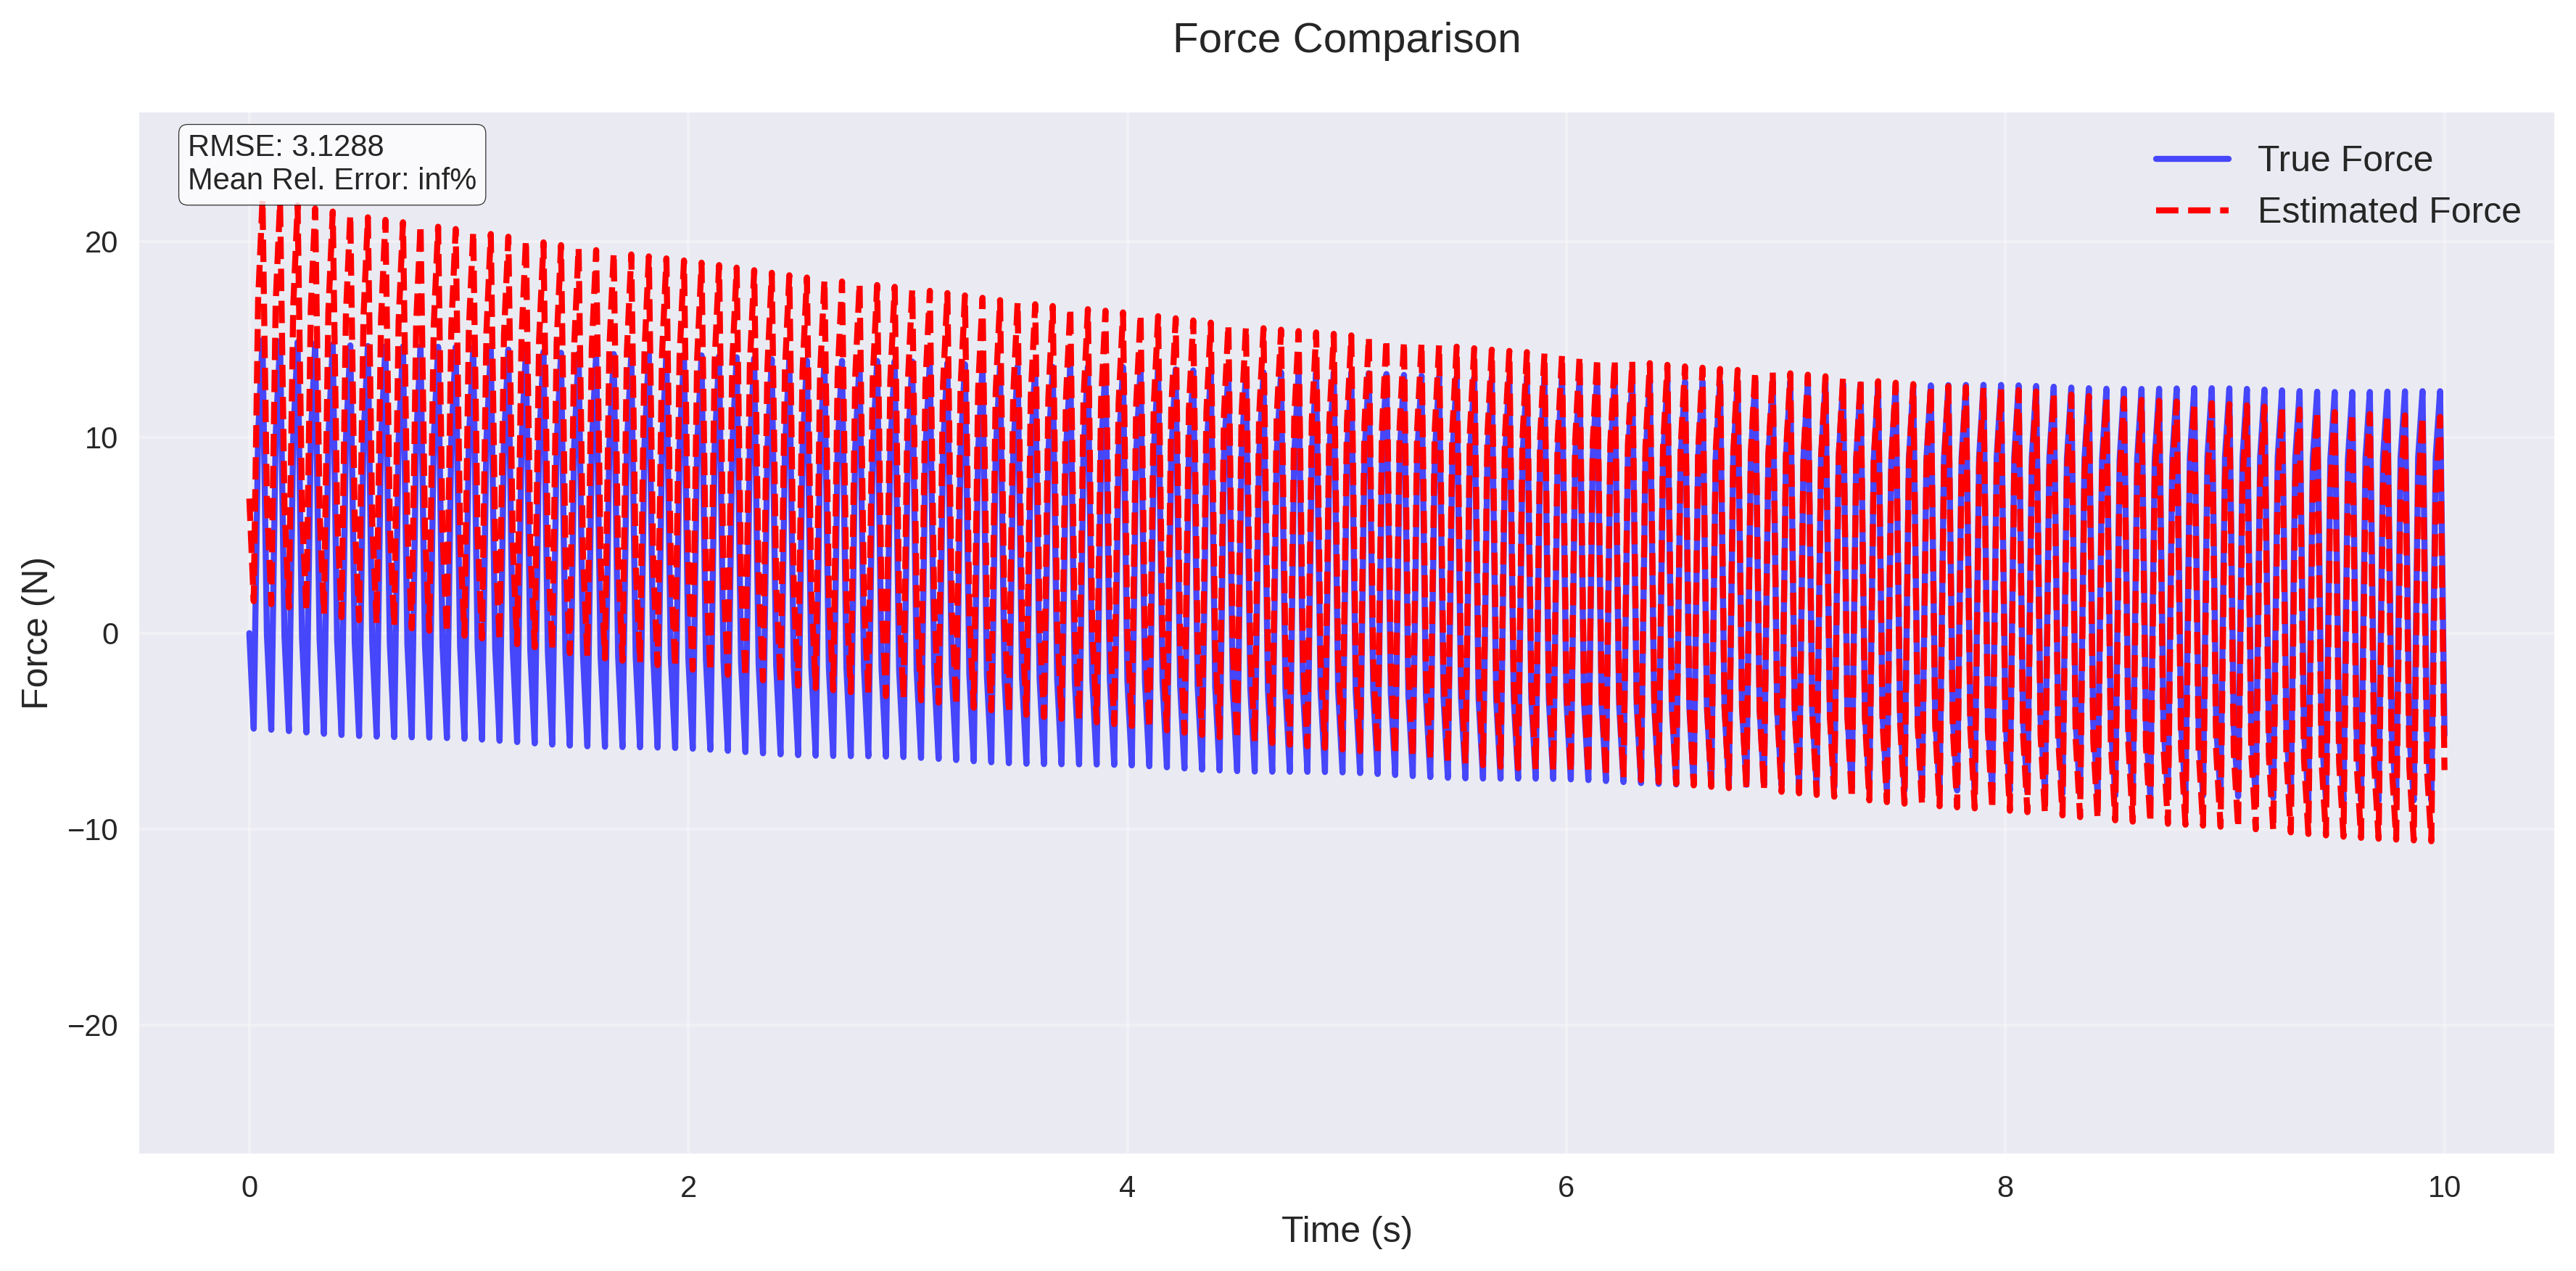 Force Comparison
RMSE: 3.1288
Mean Rel. Error: inf%
True Force
Estimated Force
20
10
0
−10
−20
Force (N)
0
2
4
6
8
10
Time (s)